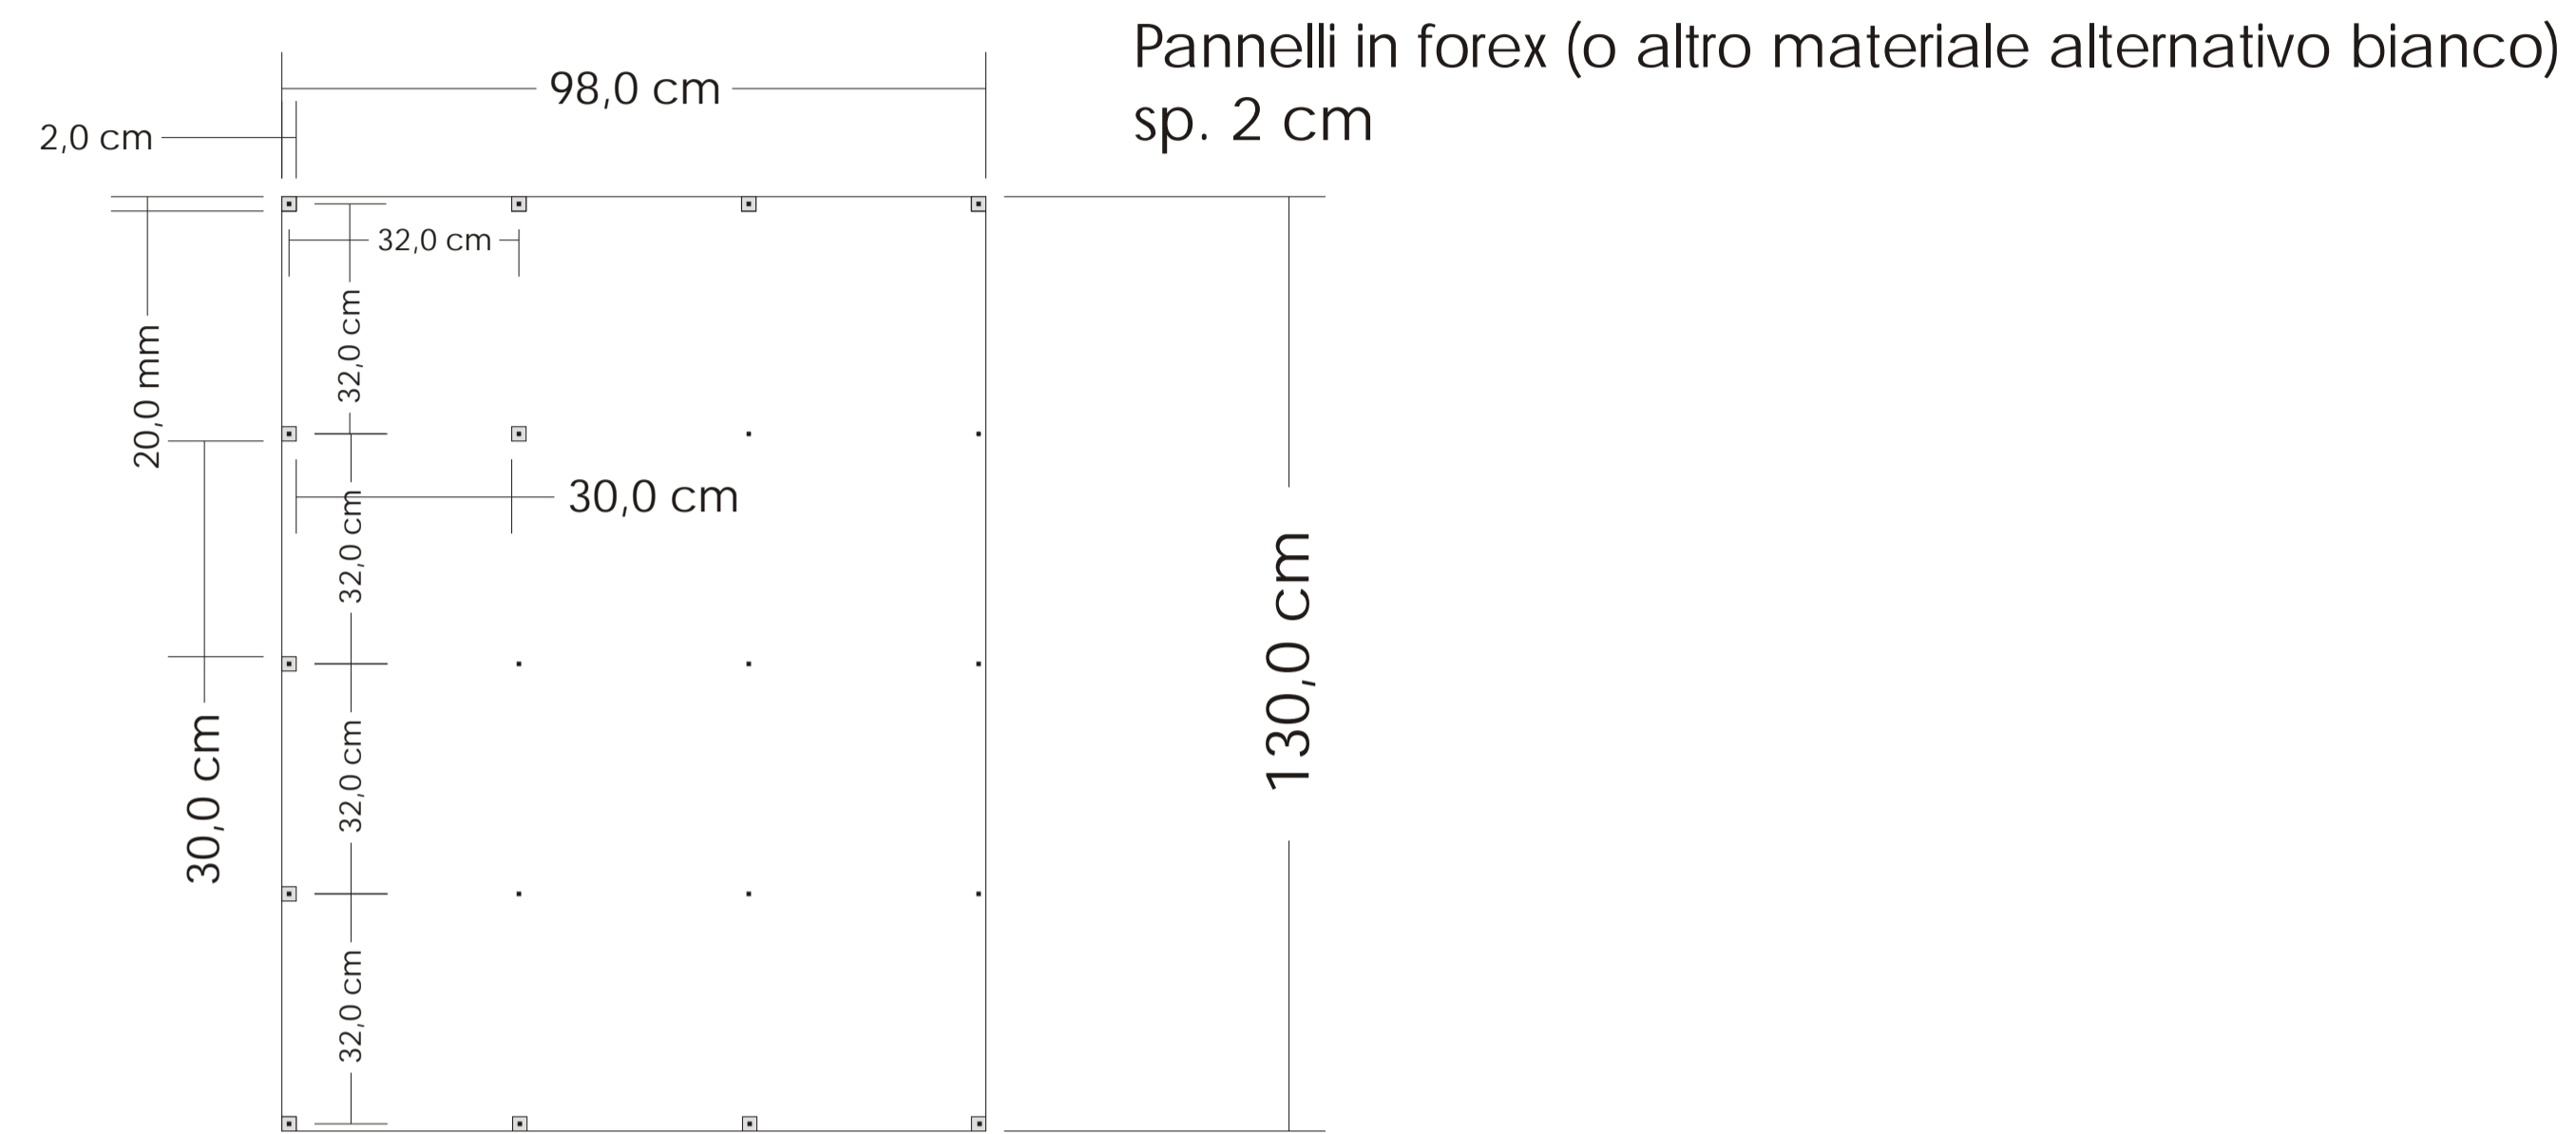 Pannelli in forex (o altro materiale alternativo bianco)
sp. 2 cm
98,0 cm
2,0 cm
32,0 cm
32,0 cm
20,0 mm
30,0 cm
32,0 cm
130,0 cm
30,0 cm
32,0 cm
32,0 cm